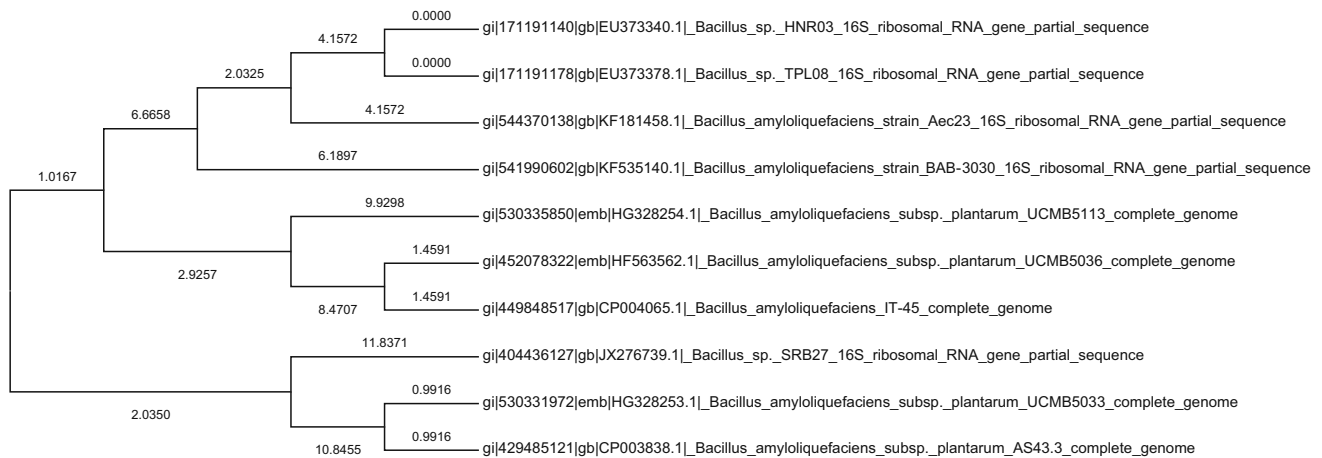 0.0000
gi|171191140|gb|EU373340.1|_Bacillus_sp._HNR03_16S_ribosomal_RNA_gene_partial_sequence
4.1572
0.0000
gi|171191178|gb|EU373378.1|_Bacillus_sp._TPL08_16S_ribosomal_RNA_gene_partial_sequence
2.0325
4.1572
gi|544370138|gb|KF181458.1|_Bacillus_amyloliquefaciens_strain_Aec23_16S_ribosomal_RNA_gene_partial_sequence
6.6658
6.1897
gi|541990602|gb|KF535140.1|_Bacillus_amyloliquefaciens_strain_BAB-3030_16S_ribosomal_RNA_gene_partial_sequence
1.0167
9.9298
gi|530335850|emb|HG328254.1|_Bacillus_amyloliquefaciens_subsp._plantarum_UCMB5113_complete_genome
1.4591
gi|452078322|emb|HF563562.1|_Bacillus_amyloliquefaciens_subsp._plantarum_UCMB5036_complete_genome
2.9257
1.4591
gi|449848517|gb|CP004065.1|_Bacillus_amyloliquefaciens_IT-45_complete_genome
8.4707
11.8371
gi|404436127|gb|JX276739.1|_Bacillus_sp._SRB27_16S_ribosomal_RNA_gene_partial_sequence
0.9916
gi|530331972|emb|HG328253.1|_Bacillus_amyloliquefaciens_subsp._plantarum_UCMB5033_complete_genome
2.0350
0.9916
gi|429485121|gb|CP003838.1|_Bacillus_amyloliquefaciens_subsp._plantarum_AS43.3_complete_genome
10.8455